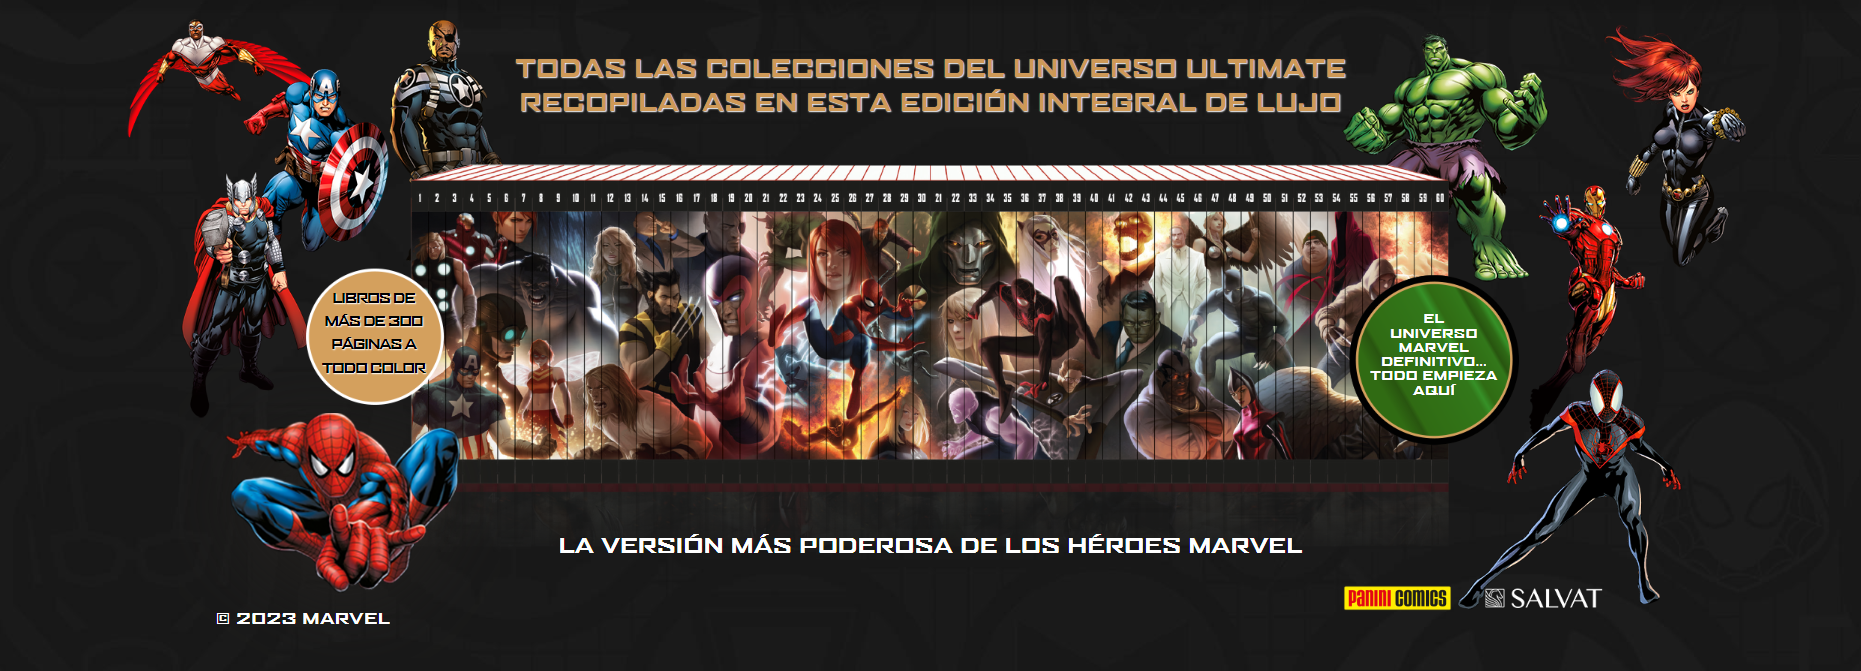 TODAS LAS COLECCIONES DEL UNIVERSO ULTIMATE
RECOPILADAS EN ESTA EDICIÓN INTEGRAL DE LUJO
1 2 3 4 5 6 7 8 9 10 11 12 13 14 15 16 17 18 19 20 21 22 23 24 25 26 27 28 29 30 21 22 33 34 35 36 37 38 39 40 41 42 43 44 45 46 47 48 49 50 51 52 53 54 55 56 57 58 59 60
LIBROS DE
MÁS DE 300
PÁGINAS A
TODO COLOR
EL
UNIVERSO
MARVEL
DEFINITIVO...
TODO EMPIEZA
AQUÍ
LA VERSIÓN MÁS PODEROSA DE LOS HÉROES MARVEL
PANINI COMICS
SALVAT
© 2023 MARVEL